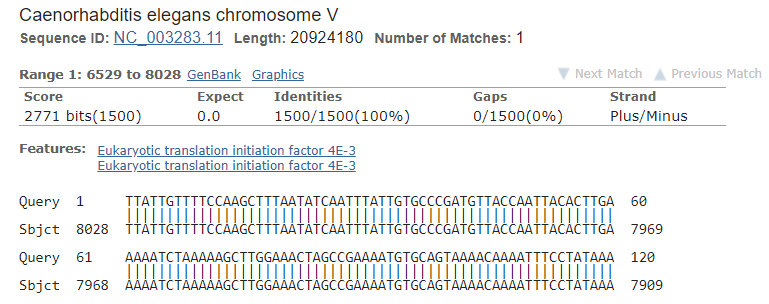 Caenorhabditis elegans chromosome V
Sequence ID: NC_003283.11 Length: 20924180 Number of Matches: 1
Range 1: 6529 to 8028 GenBank Graphics Next Match Previous Match
Score Expect Identities Gaps Strand
2771 bits(1500) 0.0 1500/1500(100%) 0/1500(0%) Plus/Minus
Features: Eukaryotic translation initiation factor 4E-3
Eukaryotic translation initiation factor 4E-3
Query 1 TTATTGTTTTCCAAGCTTTAATATCAATTTATTGTGCCCGATGTTACCAATTACACTTGA 60
Sbjct 8028 TTATTGTTTTCCAAGCTTTAATATCAATTTATTGTGCCCGATGTTACCAATTACACTTGA 7969
Query 61 AAAATCTAAAAAGCTTGGAAACTAGCCGAAAATGTGCAGTAAAACAAAATTTCCTATAAA 120
Sbjct 7968 AAAATCTAAAAAGCTTGGAAACTAGCCGAAAATGTGCAGTAAAACAAAATTTCCTATAAA 7909